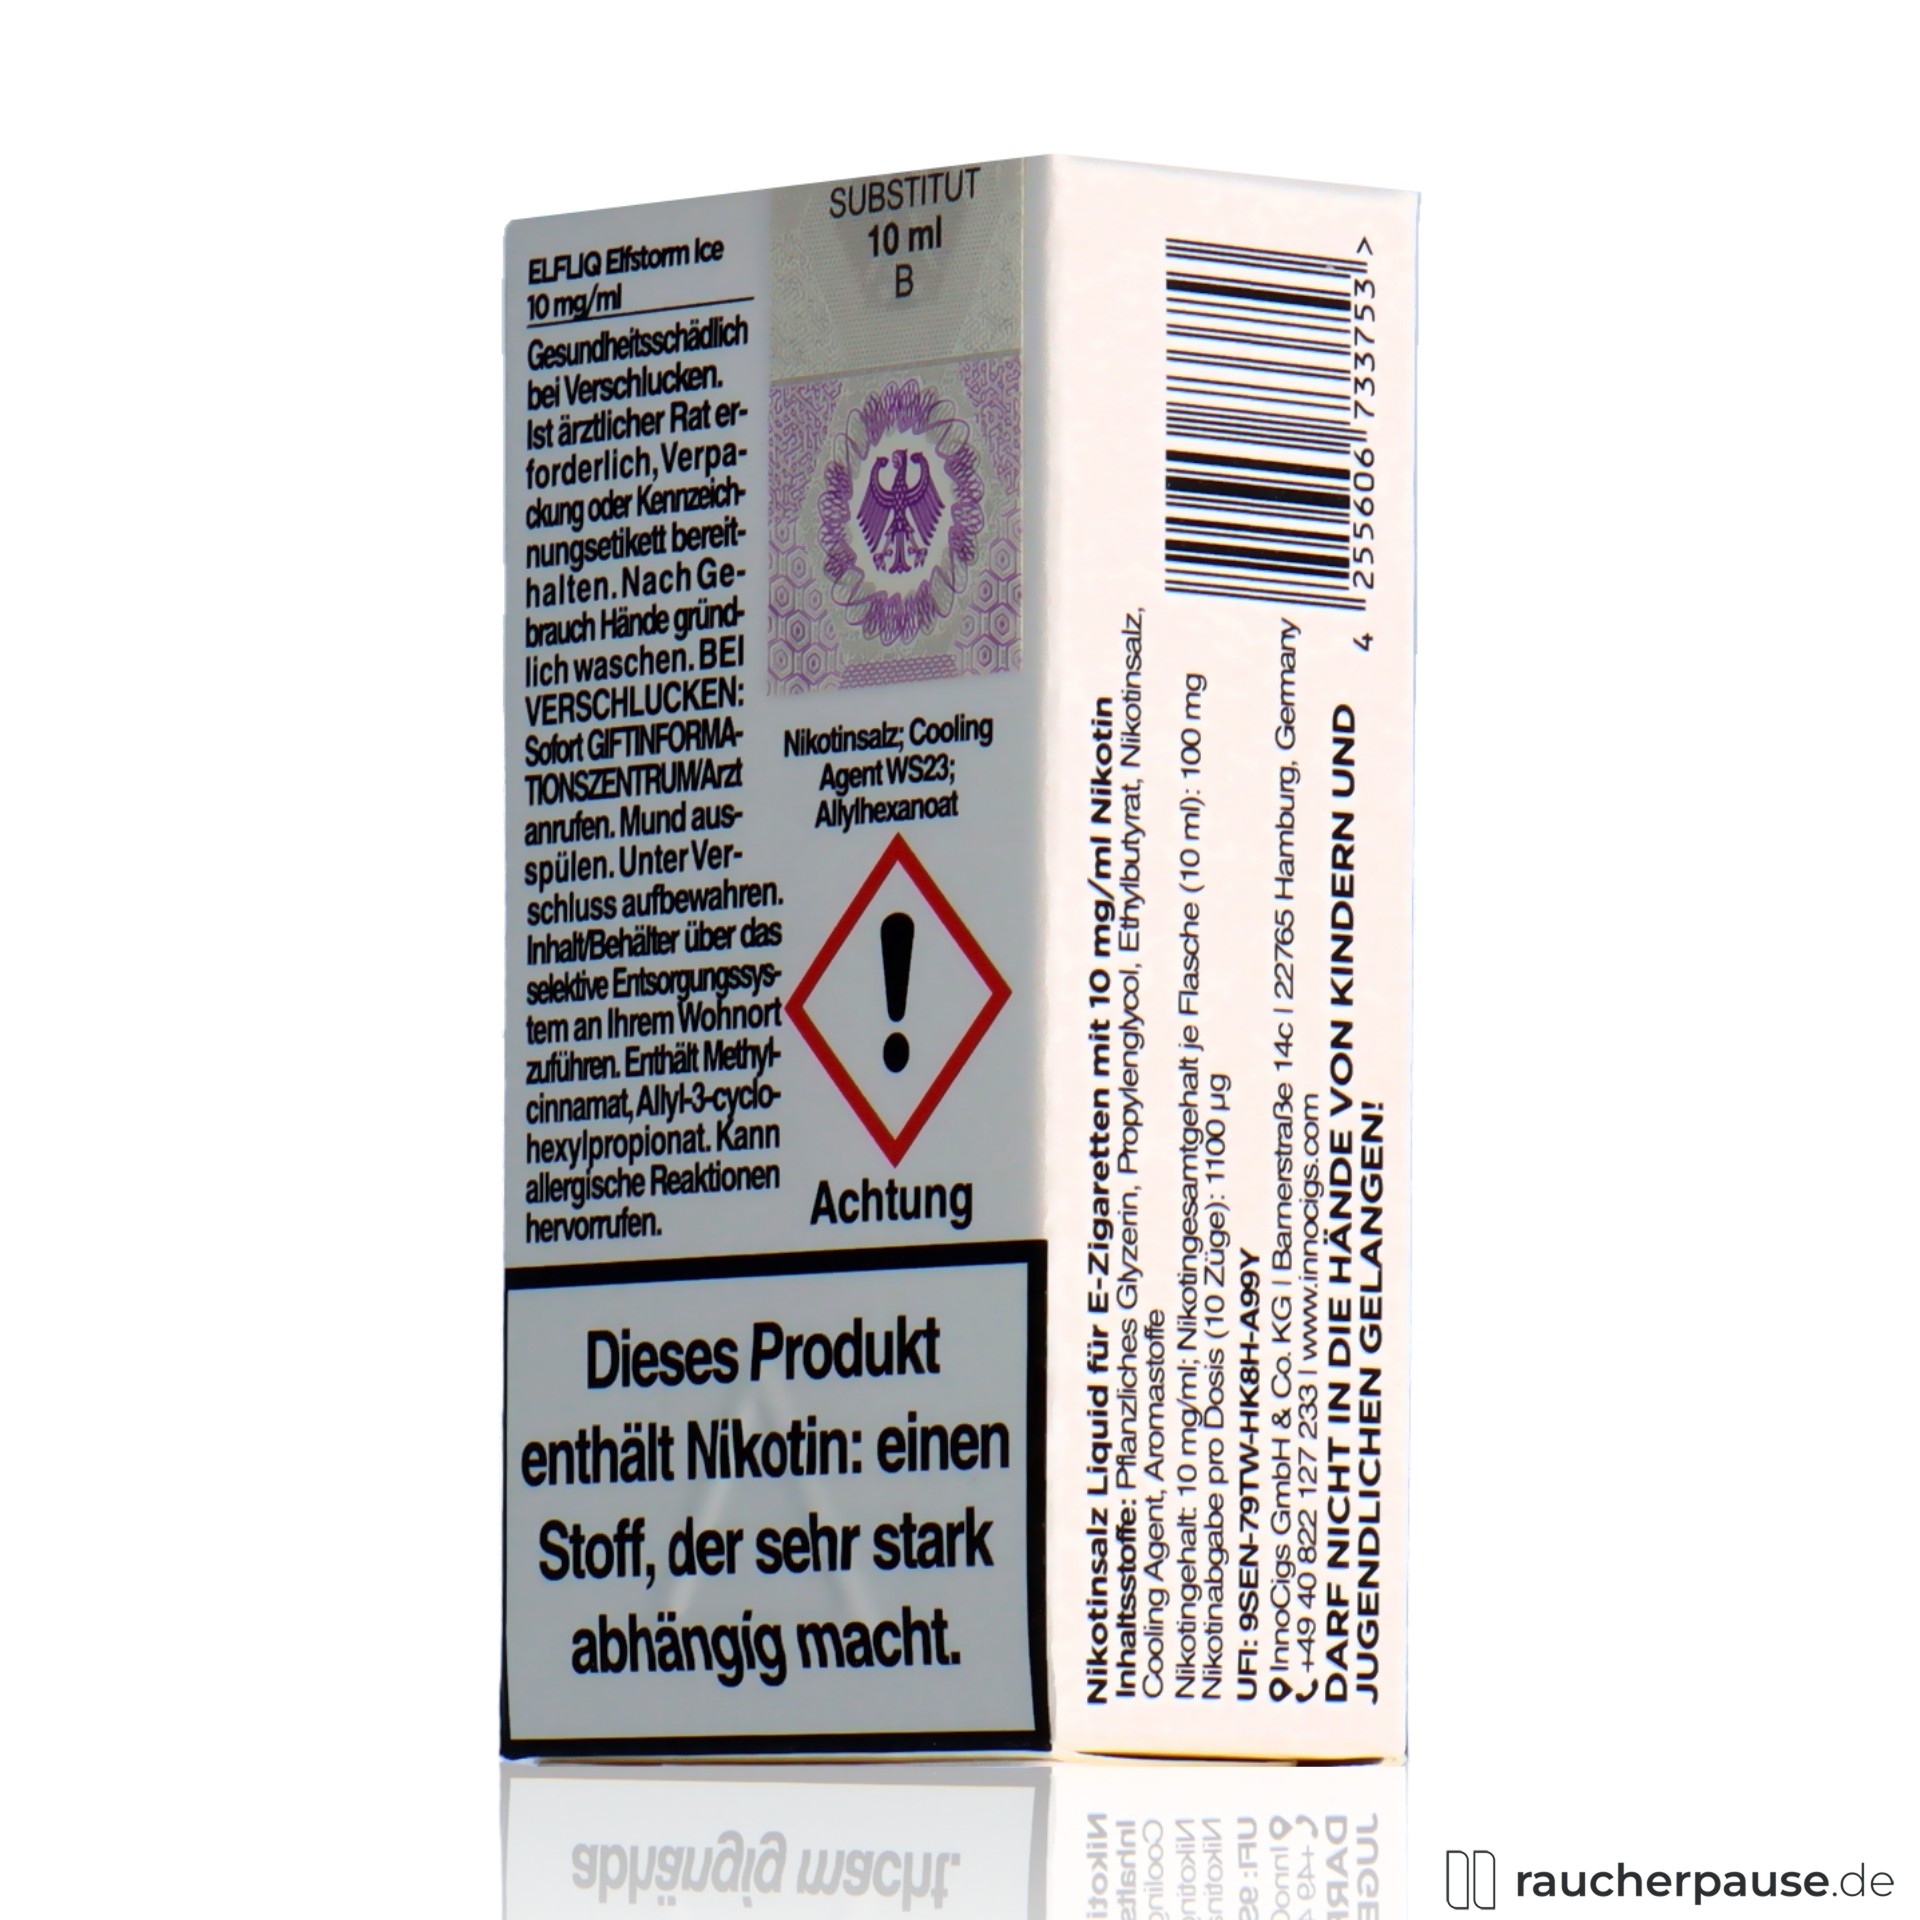 ELFLIQ Elfstorm Ice
10 mg/ml
Gesundheitsschädlich
bei Verschlucken.
Ist ärztlicher Rat er-
forderlich, Verpa-
ckung oder Kennzeich-
nungsetikett bereit-
halten. Nach Ge-
brauch Hände gründ-
lich waschen. BEI
VERSCHLUCKEN:
Sofort GIFTINFORMA-
TIONSZENTRUM/Arzt
anrufen. Mund aus-
spülen. Unter Ver-
schluss aufbewahren.
Inhalt/Behälter über das
selektive Entsorgungssys-
tem an Ihrem Wohnort
zuführen. Enthält Methyl-
cinnamat, Allyl-3-cyclo-
hexylpropionat. Kann
allergische Reaktionen
hervorrufen.
SUBSTITUT
10 ml
B
Nikotinsalz; Cooling
Agent WS23;
Allylhexanoat
Achtung
Dieses Produkt
enthält Nikotin: einen
Stoff, der sehr stark
abhängig macht.
Nikotinsalz Liquid für E-Zigaretten mit 10 mg/ml Nikotin
Inhaltsstoffe: Pflanzliches Glyzerin, Propylenglycol, Ethylbutyrat, Nikotinsalz,
Cooling Agent, Aromastoffe
Nikotingehalt: 10 mg/ml; Nikotingesamtgehalt je Flasche (10 ml): 100 mg
Nikotinabgabe pro Dosis (10 Züge): 1100 µg
UFI: 9SEN-79TW-HK8H-A99Y
InnoCigs GmbH & Co. KG | Barnerstraße 14c | 22765 Hamburg, Germany
+49 40 822 127 233 | www.innocigs.com
DARF NICHT IN DIE HÄNDE VON KINDERN UND
JUGENDLICHEN GELANGEN!
4 255606 733753 >
raucherpause.de